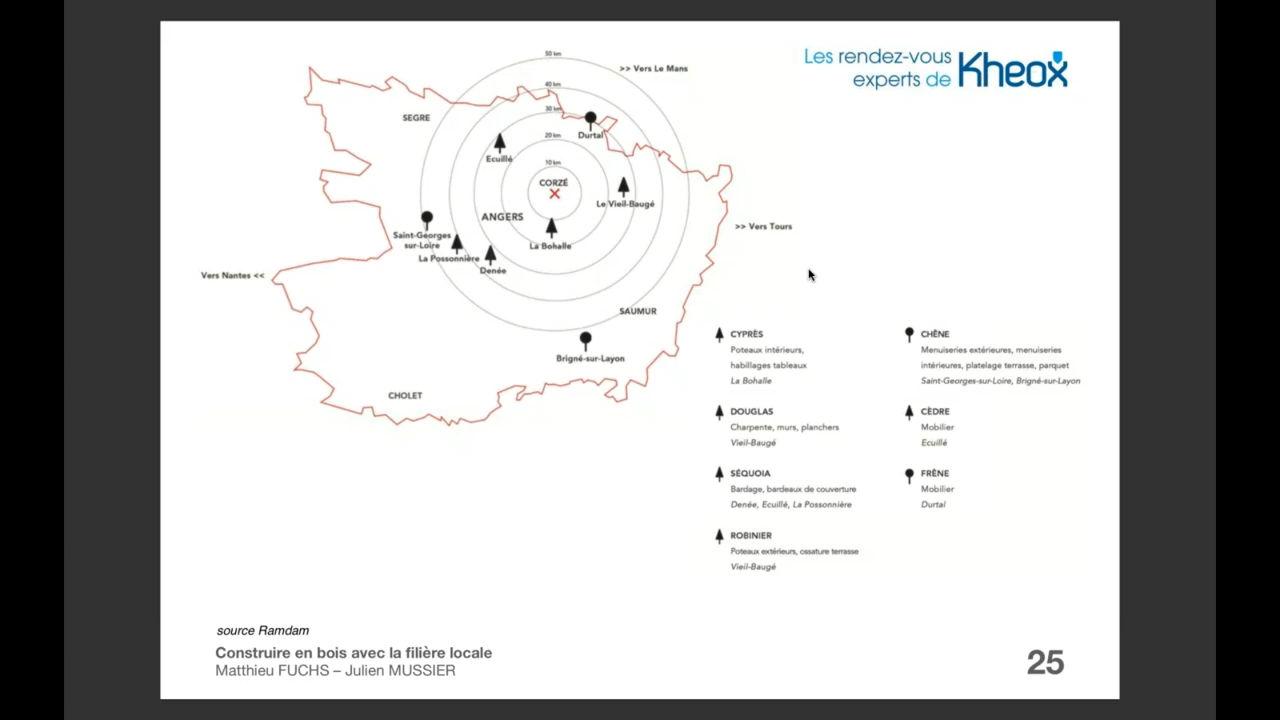 Les rendez-vous
experts de Kheox
50 km
>> Vers Le Mans
40 km
30 km
SEGRE
Durtal
20 km
Ecuillé
10 km
CORZÉ
Le Vieil-Baugé
ANGERS
>> Vers Tours
Saint-Georges
sur-Loire
La Bohalle
La Possonnière
Denée
Vers Nantes <<
SAUMUR
Brigné-sur-Layon
CHOLET
CYPRÈS
Poteaux intérieurs,
habillages tableaux
La Bohalle
DOUGLAS
Charpente, murs, planchers
Vieil-Baugé
SÉQUOIA
Bardage, bardeaux de couverture
Denée, Ecuillé, La Possonnière
ROBINIER
Poteaux extérieurs, ossature terrasse
Vieil-Baugé
CHÊNE
Menuiseries extérieures, menuiseries
intérieures, platelage terrasse, parquet
Saint-Georges-sur-Loire, Brigné-sur-Layon
CÈDRE
Mobilier
Ecuillé
FRÊNE
Mobilier
Durtal
source Ramdam
Construire en bois avec la filière locale
Matthieu FUCHS – Julien MUSSIER
25